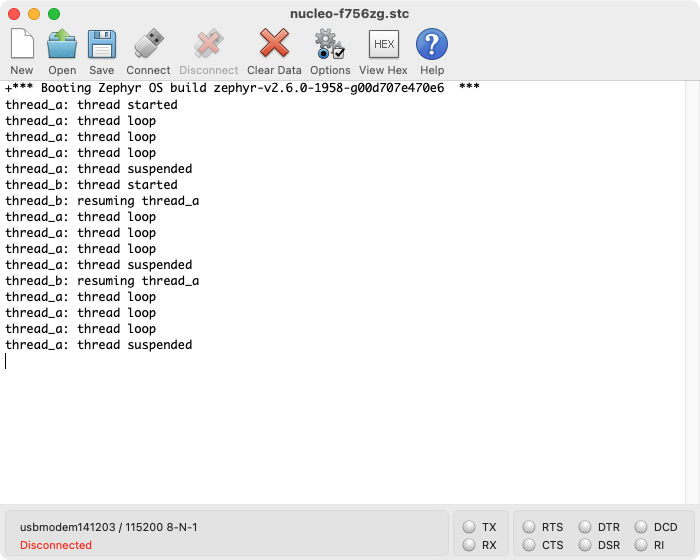 nucleo-f756zg.stc
New Open Save Connect Disconnect Clear Data Options HEX View Hex ? Help
+*** Booting Zephyr OS build zephyr-v2.6.0-1958-g00d707e470e6  ***
thread_a: thread started
thread_a: thread loop
thread_a: thread loop
thread_a: thread loop
thread_a: thread suspended
thread_b: thread started
thread_b: resuming thread_a
thread_a: thread loop
thread_a: thread loop
thread_a: thread loop
thread_a: thread suspended
thread_b: resuming thread_a
thread_a: thread loop
thread_a: thread loop
thread_a: thread loop
thread_a: thread suspended
usbmodem141203 / 115200 8-N-1 TX RTS DTR DCD
Disconnected RX CTS DSR RI